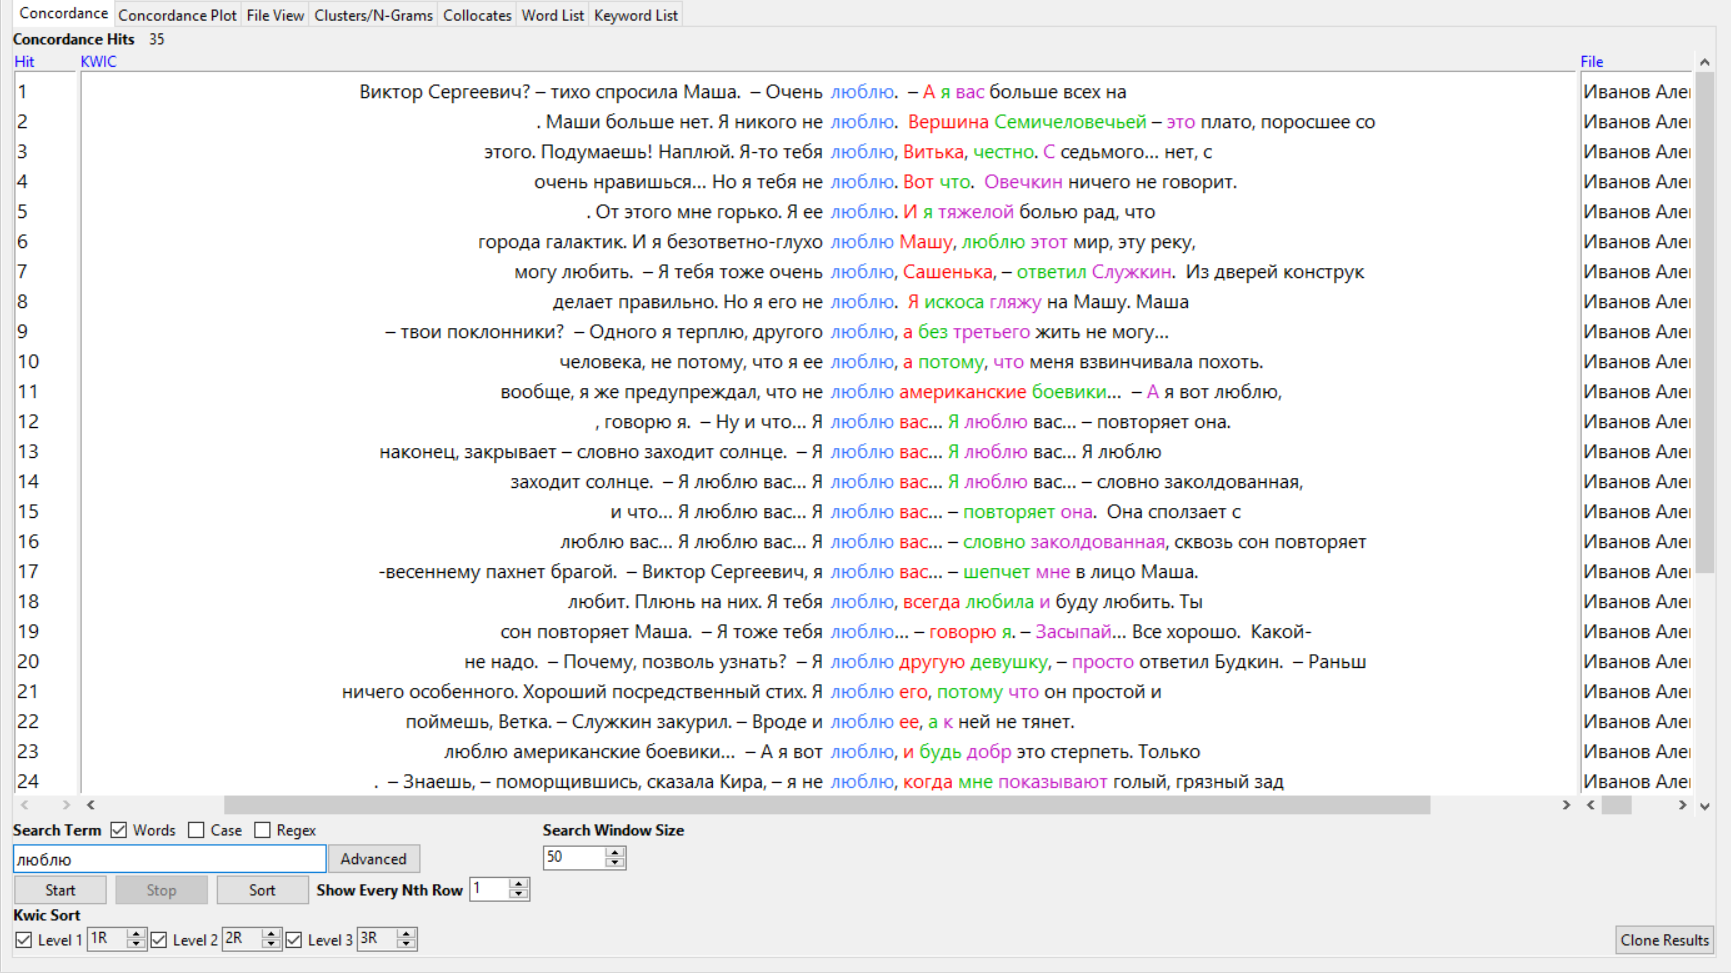 Concordance Concordance Plot File View Clusters/N-Grams Collocates Word List Keyword List
Concordance Hits 35
Hit KWIC File
1 Виктор Сергеевич? – тихо спросила Маша. – Очень люблю. – А я вас больше всех на Иванов Але
2 . Маши больше нет. Я никого не люблю. Вершина Семичеловечьей – это плато, поросшее со Иванов Але
3 этого. Подумаешь! Наплюй. Я-то тебя люблю, Витька, честно. С седьмого... нет, с Иванов Але
4 очень нравишься... Но я тебя не люблю. Вот что. Овечкин ничего не говорит. Иванов Але
5 . От этого мне горько. Я ее люблю. И я тяжелой болью рад, что Иванов Але
6 города галактик. И я безответно-глухо люблю Машу, люблю этот мир, эту реку, Иванов Але
7 могу любить. – Я тебя тоже очень люблю, Сашенька, – ответил Служкин. Из дверей конструк Иванов Але
8 делает правильно. Но я его не люблю. Я искоса гляжу на Машу. Маша Иванов Але
9 – твои поклонники? – Одного я терплю, другого люблю, а без третьего жить не могу... Иванов Але
10 человека, не потому, что я ее люблю, а потому, что меня взвинчивала похоть. Иванов Але
11 вообще, я же предупреждал, что не люблю американские боевики... – А я вот люблю, Иванов Але
12 , говорю я. – Ну и что... Я люблю вас... Я люблю вас... – повторяет она. Иванов Але
13 наконец, закрывает – словно заходит солнце. – Я люблю вас... Я люблю вас... Я люблю Иванов Але
14 заходит солнце. – Я люблю вас... Я люблю вас... Я люблю вас... – словно заколдованная, Иванов Але
15 и что... Я люблю вас... Я люблю вас... – повторяет она. Она сползает с Иванов Але
16 люблю вас... Я люблю вас... Я люблю вас... – словно заколдованная, сквозь сон повторяет Иванов Але
17 -весеннему пахнет брагой. – Виктор Сергеевич, я люблю вас... – шепчет мне в лицо Маша. Иванов Але
18 любит. Плюнь на них. Я тебя люблю, всегда любила и буду любить. Ты Иванов Але
19 сон повторяет Маша. – Я тоже тебя люблю... – говорю я. – Засыпай... Все хорошо. Какой- Иванов Але
20 не надо. – Почему, позволь узнать? – Я люблю другую девушку, – просто ответил Будкин. – Раньш Иванов Але
21 ничего особенного. Хороший посредственный стих. Я люблю его, потому что он простой и Иванов Але
22 поймешь, Ветка. – Служкин закурил. – Вроде и люблю ее, а к ней не тянет. Иванов Але
23 люблю американские боевики... – А я вот люблю, и будь добр это стерпеть. Только Иванов Але
24 . – Знаешь, – поморщившись, сказала Кира, – я не люблю, когда мне показывают голый, грязный зад Иванов Але
Search Term Words Case Regex Search Window Size
люблю Advanced 50
Start Stop Sort Show Every Nth Row 1
Kwic Sort
Level 1 1R Level 2 2R Level 3 3R Clone Results